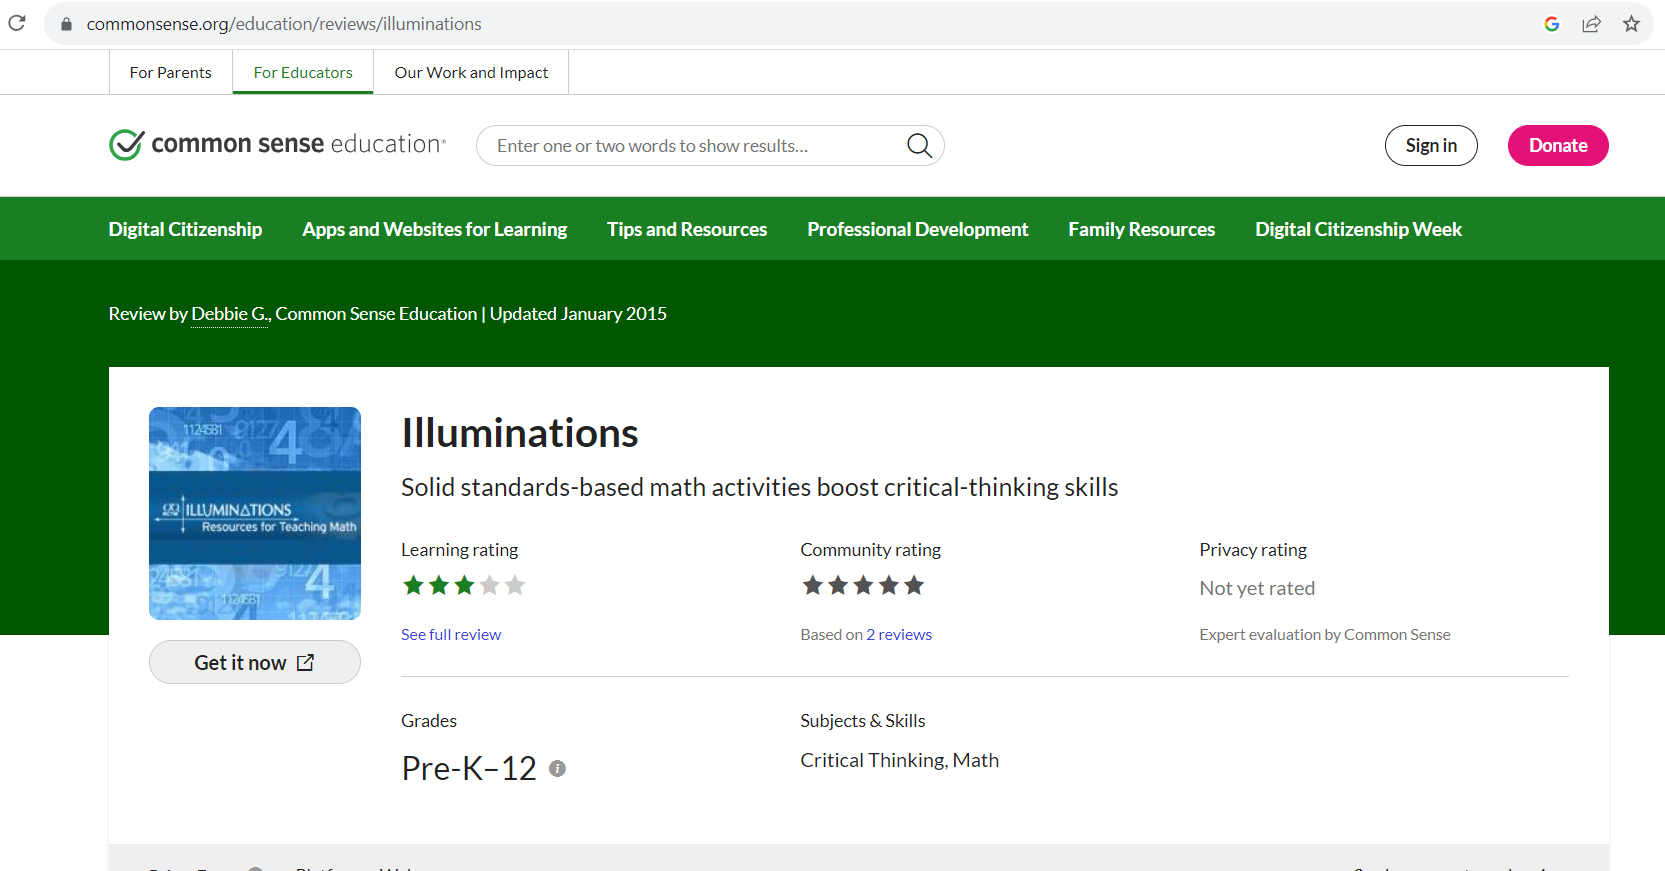 commonsense.org/education/reviews/illuminations
For Parents
For Educators
Our Work and Impact
common sense education®
Enter one or two words to show results...
Sign in
Donate
Digital Citizenship
Apps and Websites for Learning
Tips and Resources
Professional Development
Family Resources
Digital Citizenship Week
Review by Debbie G., Common Sense Education | Updated January 2015
1124581
9127
4
ILLUMINATIONS
Resources for Teaching Math
4
Illuminations
Solid standards-based math activities boost critical-thinking skills
Learning rating
Community rating
Privacy rating
Not yet rated
See full review
Based on 2 reviews
Expert evaluation by Common Sense
Get it now
Grades
Subjects & Skills
Pre-K–12
Critical Thinking, Math